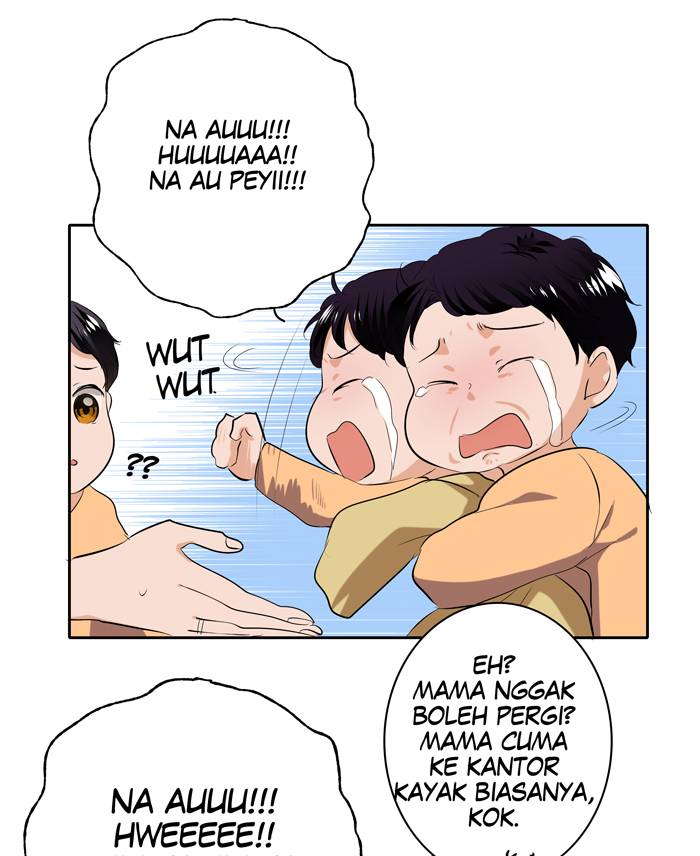 NA AUUU!!!
HUUUUAAA!!
NA AU PEYII!!!
WUT
WUT
??
EH?
MAMA NGGAK
BOLEH PERGI?
MAMA CUMA
KE KANTOR
KAYAK BIASANYA,
KOK.
NA AUUU!!!
HWEEEEE!!